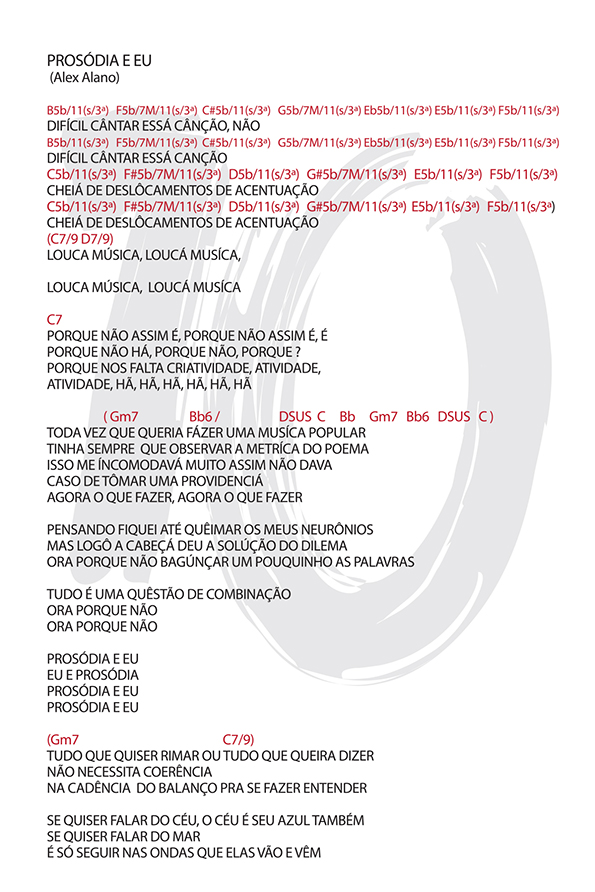 PROSÓDIA E EU
(Alex Alano)
B5b/11(s/3ª) F5b/7M/11(s/3ª) C#5b/11(s/3ª) G5b/7M/11(s/3ª) Eb5b/11(s/3ª) E5b/11(s/3ª) F5b/11(s/3ª)
DIFÍCIL CÂNTAR ESSÁ CÂNÇÃO, NÃO
B5b/11(s/3ª) F5b/7M/11(s/3ª) C#5b/11(s/3ª) G5b/7M/11(s/3ª) Eb5b/11(s/3ª) E5b/11(s/3ª) F5b/11(s/3ª)
DIFÍCIL CÂNTAR ESSÁ CANÇÃO
C5b/11(s/3ª) F#5b/7M/11(s/3ª) D5b/11(s/3ª) G#5b/7M/11(s/3ª) E5b/11(s/3ª) F5b/11(s/3ª)
CHEIÁ DE DESLÔCAMENTOS DE ACENTUAÇÃO
C5b/11(s/3ª) F#5b/7M/11(s/3ª) D5b/11(s/3ª) G#5b/7M/11(s/3ª) E5b/11(s/3ª) F5b/11(s/3ª)
CHEIÁ DE DESLÔCAMENTOS DE ACENTUAÇÃO
(C7/9 D7/9)
LOUCA MÚSICA, LOUCÁ MUSÍCA,
LOUCA MÚSICA, LOUCÁ MUSÍCA
C7
PORQUE NÃO ASSIM É, PORQUE NÃO ASSIM É, É
PORQUE NÃO HÁ, PORQUE NÃO, PORQUE ?
PORQUE NOS FALTA CRIATIVIDADE, ATIVIDADE,
ATIVIDADE, HÃ, HÃ, HÃ, HÃ, HÃ, HÃ
( Gm7 Bb6 / DSUS C Bb Gm7 Bb6 DSUS C )
TODA VEZ QUE QUERIA FÁZER UMA MUSÍCA POPULAR
TINHA SEMPRE QUE OBSERVAR A METRÍCA DO POEMA
ISSO ME ÍNCOMODAVÁ MUITO ASSIM NÃO DAVA
CASO DE TÔMAR UMA PROVIDENCIÁ
AGORA O QUE FAZER, AGORA O QUE FAZER
PENSANDO FIQUEI ATÉ QUÊIMAR OS MEUS NEURÔNIOS
MAS LOGÔ A CABEÇÁ DEU A SOLÚÇÃO DO DILEMA
ORA PORQUE NÃO BAGÚNÇAR UM POUQUINHO AS PALAVRAS
TUDO É UMA QUÊSTÃO DE COMBINAÇÃO
ORA PORQUE NÃO
ORA PORQUE NÃO
PROSÓDIA E EU
EU E PROSÓDIA
PROSÓDIA E EU
PROSÓDIA E EU
(Gm7 C7/9)
TUDO QUE QUISER RIMAR OU TUDO QUE QUEIRA DIZER
NÃO NECESSITA COERÊNCIA
NA CADÊNCIA DO BALANÇO PRA SE FAZER ENTENDER
SE QUISER FALAR DO CÉU, O CÉU É SEU AZUL TAMBÉM
SE QUISER FALAR DO MAR
É SÓ SEGUIR NAS ONDAS QUE ELAS VÃO E VÊM